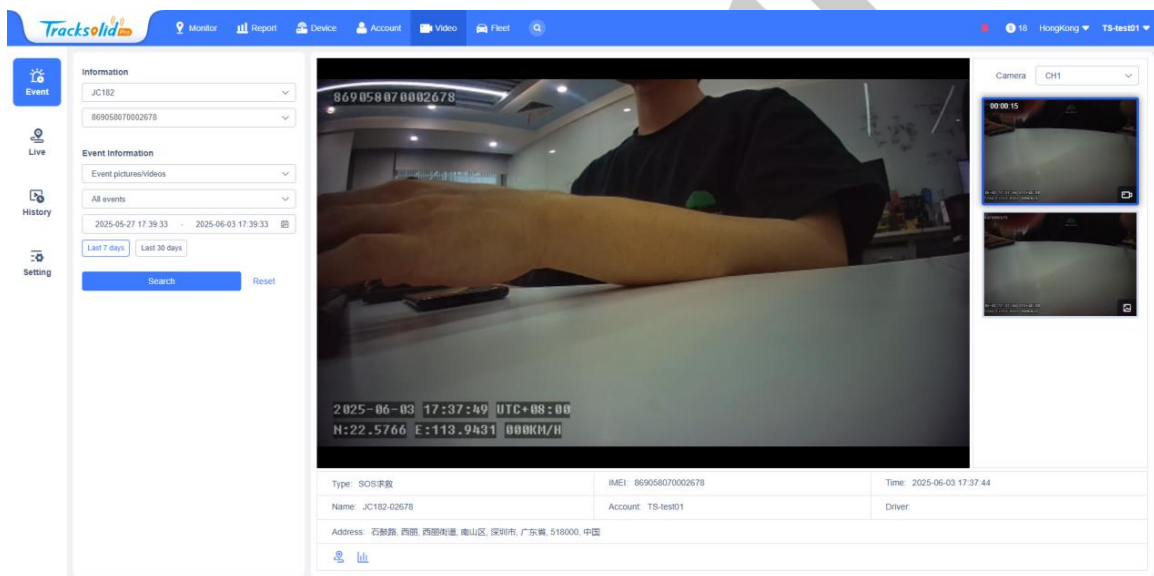 Tracksolid Pro
Monitor
Report
Device
Account
Video
Fleet
18
HongKong
TS-test01
Event
Live
History
Setting
Information
JC182
869058070002678
Event Information
Event pictures/videos
All events
2025-05-27 17:39:33 - 2025-06-03 17:39:33
Last 7 days
Last 30 days
Search
Reset
869058070002678
2025-06-03 17:37:49 UTC+08:00
N:22.5766 E:113.9431 000KM/H
Camera
CH1
00:00:15
Type: SOS求救
IMEI: 869058070002678
Time: 2025-06-03 17:37:44
Name: JC182-02678
Account: TS-test01
Driver:
Address: 石鼓路, 西丽, 西丽街道, 南山区, 深圳市, 广东省, 518000, 中国